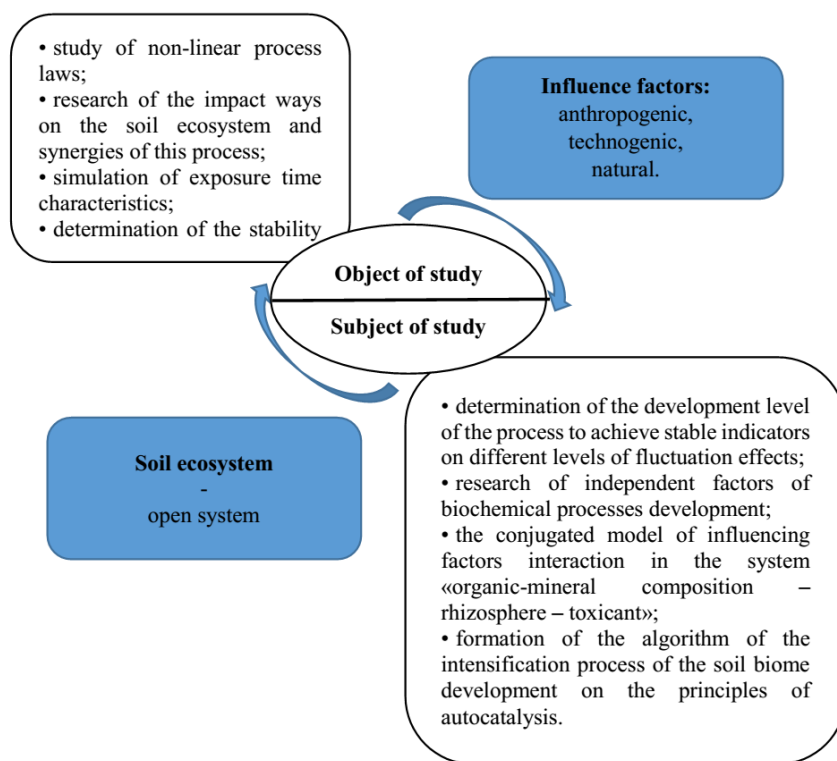 • study of non-linear process
laws;
• research of the impact ways
on the soil ecosystem and
synergies of this process;
• simulation of exposure time
characteristics;
• determination of the stability
Influence factors:
anthropogenic,
technogenic,
natural.
Object of study
Subject of study
Soil ecosystem
-
open system
• determination of the development level
of the process to achieve stable indicators
on different levels of fluctuation effects;
• research of independent factors of
biochemical processes development;
• the conjugated model of influencing
factors interaction in the system
«organic-mineral composition –
rhizosphere – toxicant»;
• formation of the algorithm of the
intensification process of the soil biome
development on the principles of
autocatalysis.